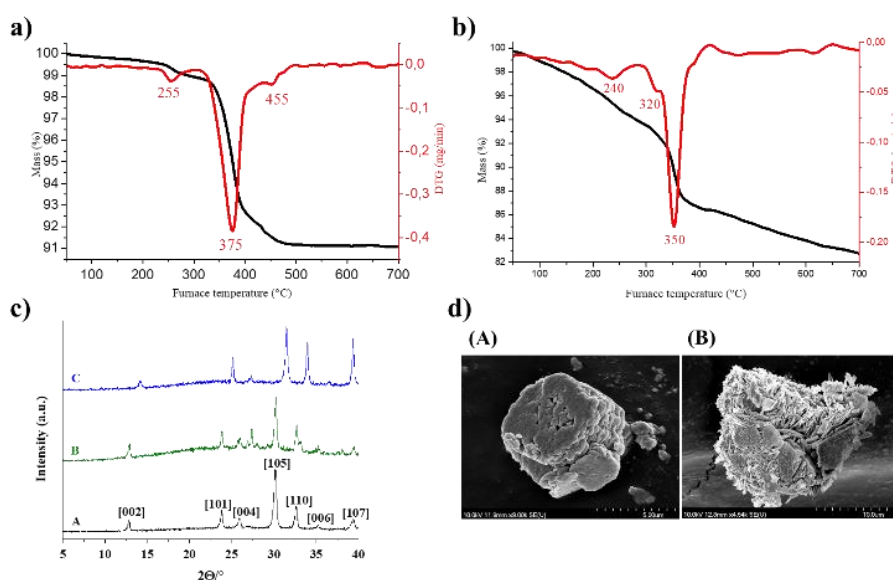 a)
100
99
98
97
96
95
94
93
92
91
Mass (%)
255
455
375
0,0
-0,1
-0,2
-0,3
-0,4
DTG (mg/min)
100 200 300 400 500 600 700
Furnace temperature (°C)
b)
100
98
96
94
92
90
88
86
84
82
Mass (%)
240
320
350
0.00
-0.05
-0.10
-0.15
-0.20
100 200 300 400 500 600 700
Furnace temperature (°C)
c)
Intensity (a.u.)
C
B
A
[002]
[101]
[004]
[105]
[110]
[006]
[107]
5 10 15 20 25 30 35 40
2Θ/°
d)
(A)
(B)
5.00um
10.0um